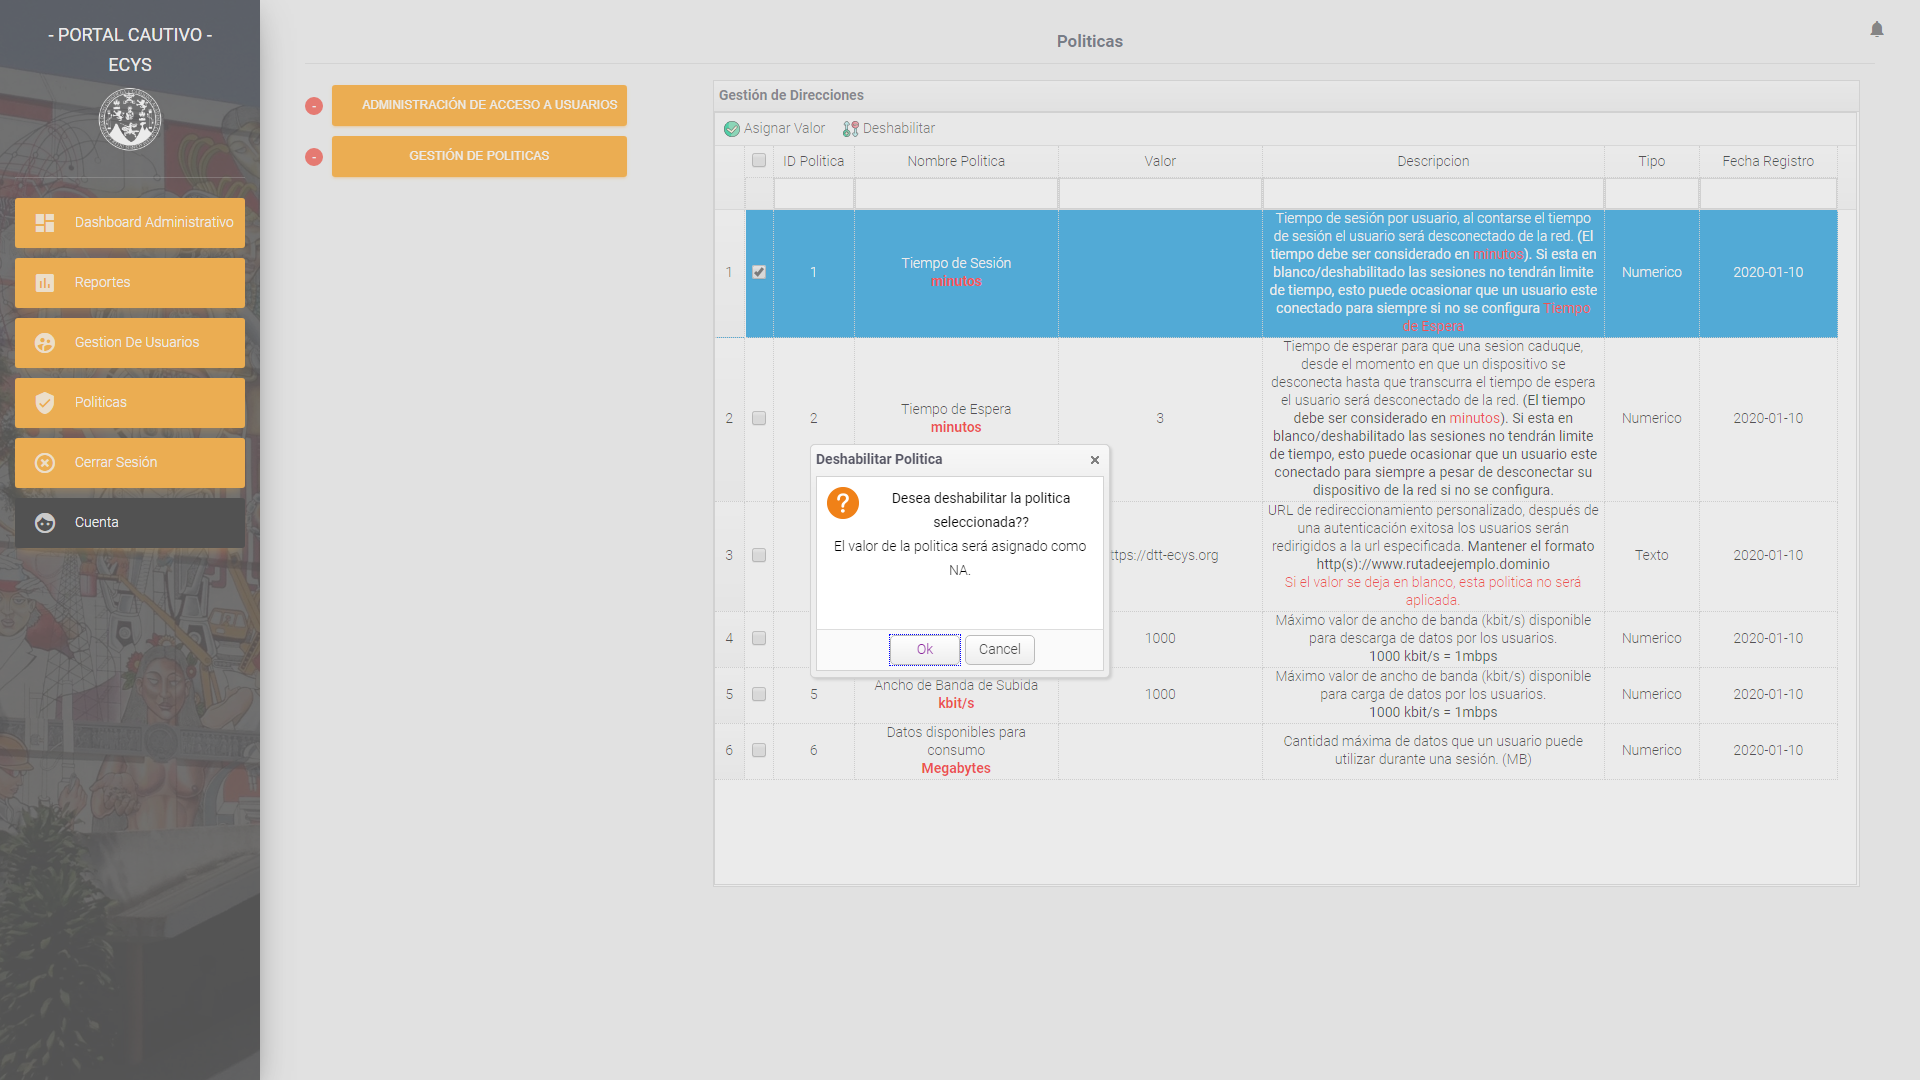 - PORTAL CAUTIVO -
ECYS
Dashboard Administrativo
Reportes
Gestion De Usuarios
Politicas
Cerrar Sesión
Cuenta
Politicas
- ADMINISTRACIÓN DE ACCESO A USUARIOS
- GESTIÓN DE POLITICAS
Gestión de Direcciones
Asignar Valor Deshabilitar
ID Politica Nombre Politica Valor Descripcion Tipo Fecha Registro
1 1 Tiempo de Sesión
minutos
Tiempo de sesión por usuario, al contarse el tiempo
de sesión el usuario será desconectado de la red. (El
tiempo debe ser considerado en minutos). Si esta en
blanco/deshabilitado las sesiones no tendrán limite
de tiempo, esto puede ocasionar que un usuario este
conectado para siempre si no se configura Tiempo
de Espera
Numerico 2020-01-10
2 2 Tiempo de Espera
minutos
3
Tiempo de esperar para que una sesion caduque,
desde el momento en que un dispositivo se
desconecta hasta que transcurra el tiempo de espera
el usuario será desconectado de la red. (El tiempo
debe ser considerado en minutos). Si esta en
blanco/deshabilitado las sesiones no tendrán limite
de tiempo, esto puede ocasionar que un usuario este
conectado para siempre a pesar de desconectar su
dispositivo de la red si no se configura.
Numerico 2020-01-10
3 ttps://dtt-ecys.org
URL de redireccionamiento personalizado, después de
una autenticación exitosa los usuarios serán
redirigidos a la url especificada. Mantener el formato
http(s)://www.rutadeejemplo.dominio
Si el valor se deja en blanco, esta politica no será
aplicada.
Texto 2020-01-10
4 1000
Máximo valor de ancho de banda (kbit/s) disponible
para descarga de datos por los usuarios.
1000 kbit/s = 1mbps
Numerico 2020-01-10
5 5 Ancho de Banda de Subida
kbit/s
1000
Máximo valor de ancho de banda (kbit/s) disponible
para carga de datos por los usuarios.
1000 kbit/s = 1mbps
Numerico 2020-01-10
6 6 Datos disponibles para
consumo
Megabytes
Cantidad máxima de datos que un usuario puede
utilizar durante una sesión. (MB)
Numerico 2020-01-10
Deshabilitar Politica
Desea deshabilitar la politica
seleccionada??
El valor de la politica será asignado como
NA.
Ok Cancel